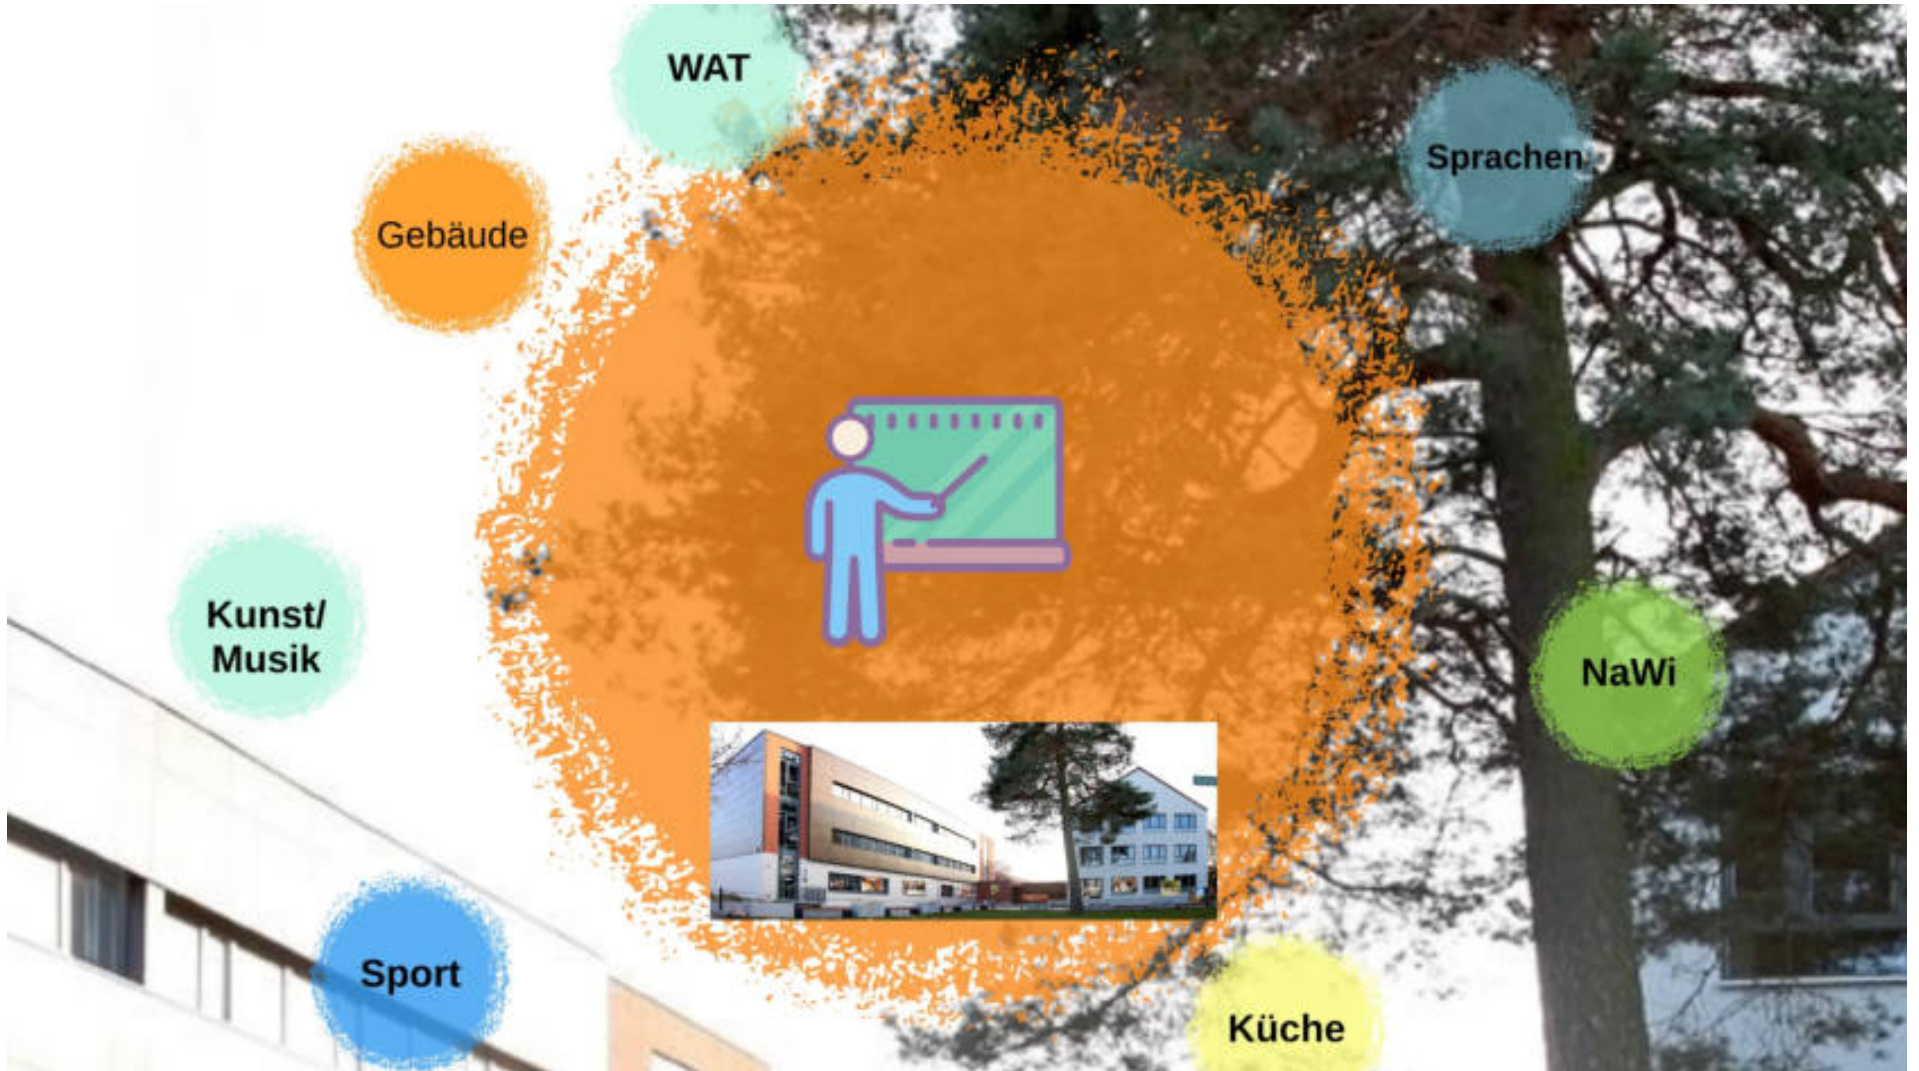 WAT
Sprachen
Gebäude
Kunst/
Musik
NaWi
Sport
Küche